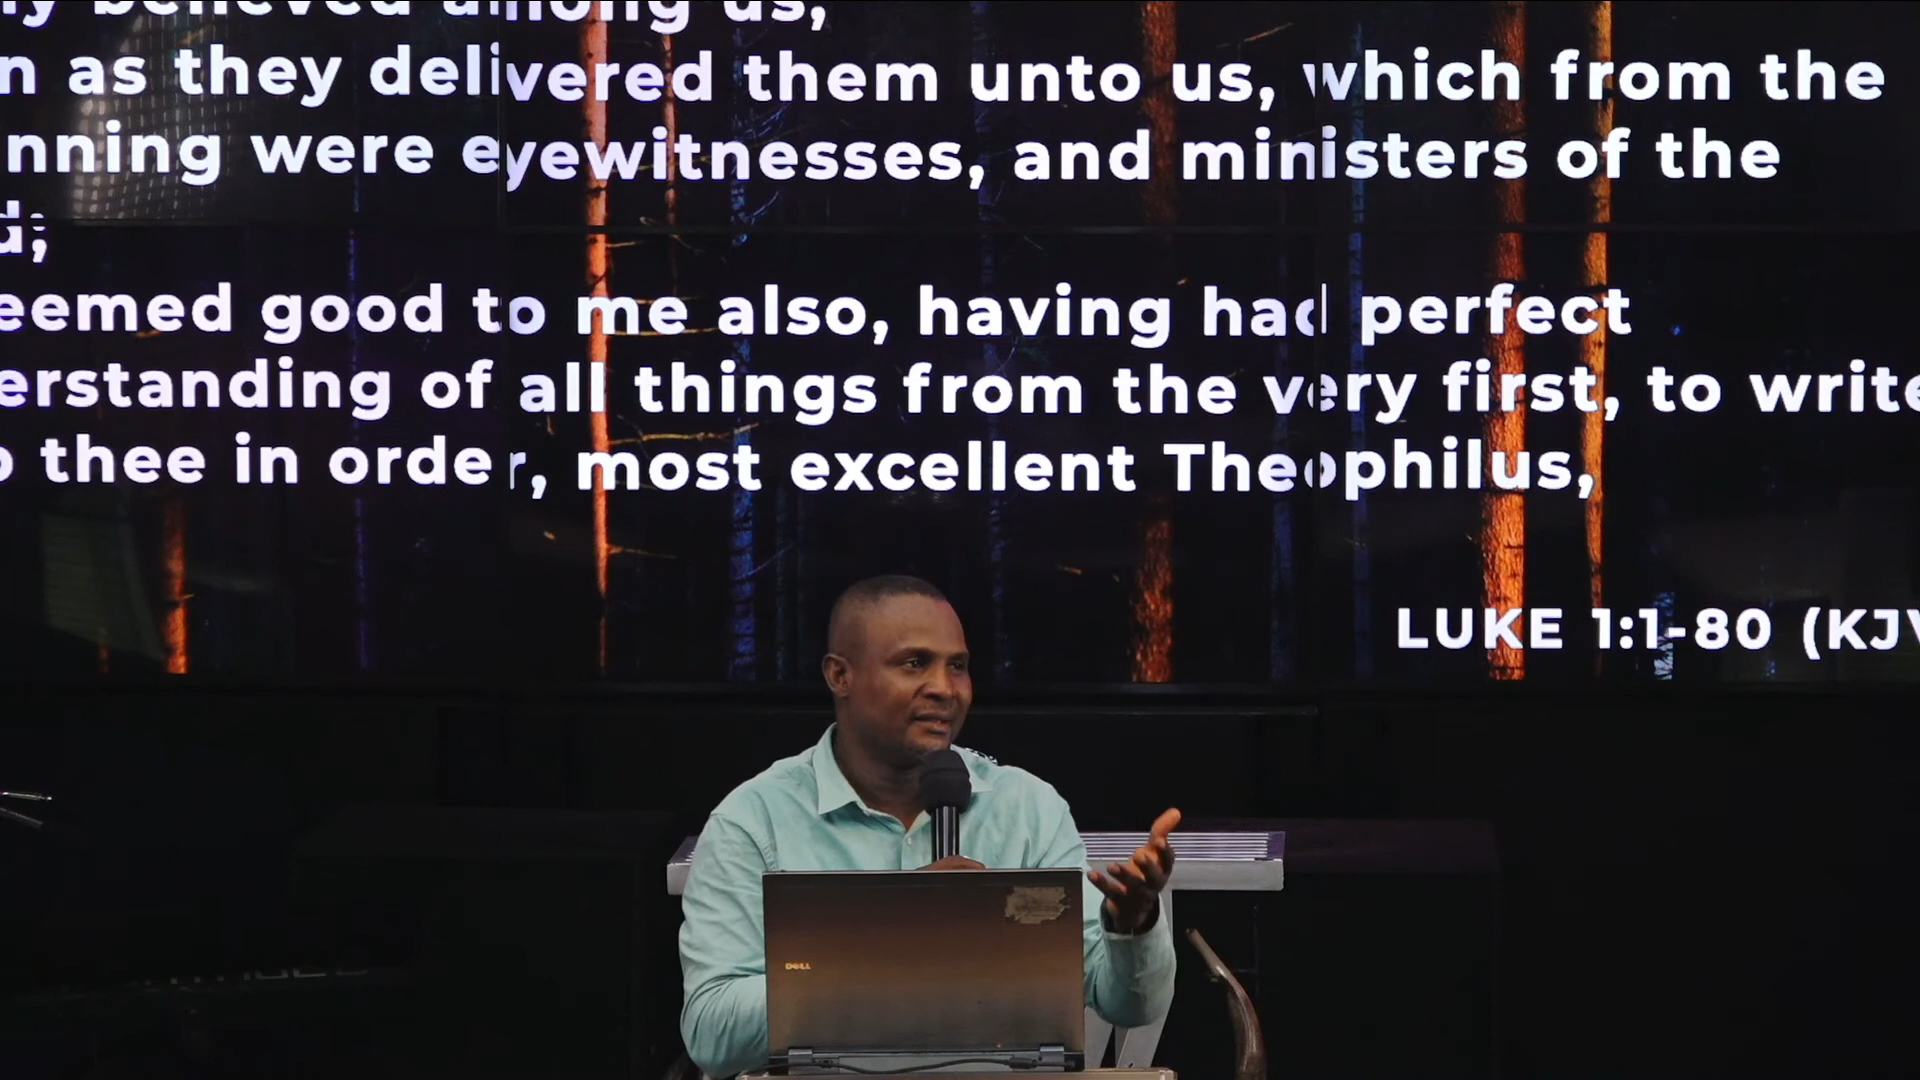 ly believed among us,
n as they delivered them unto us, which from the
nning were eyewitnesses, and ministers of the
d;
eemed good to me also, having had perfect
erstanding of all things from the very first, to write
o thee in order, most excellent Theophilus,
LUKE 1:1-80 (KJV
DELL